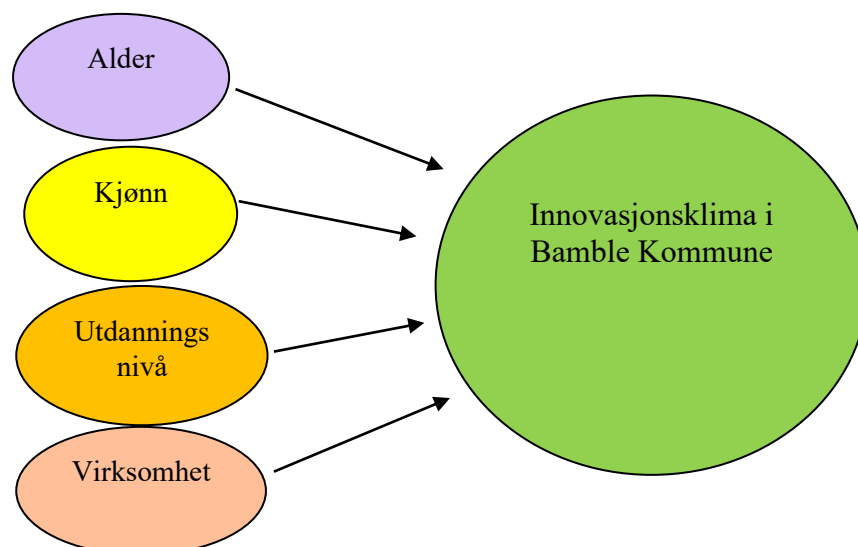 Alder
Kjønn
Utdannings
nivå
Virksomhet
Innovasjonsklima i
Bamble Kommune